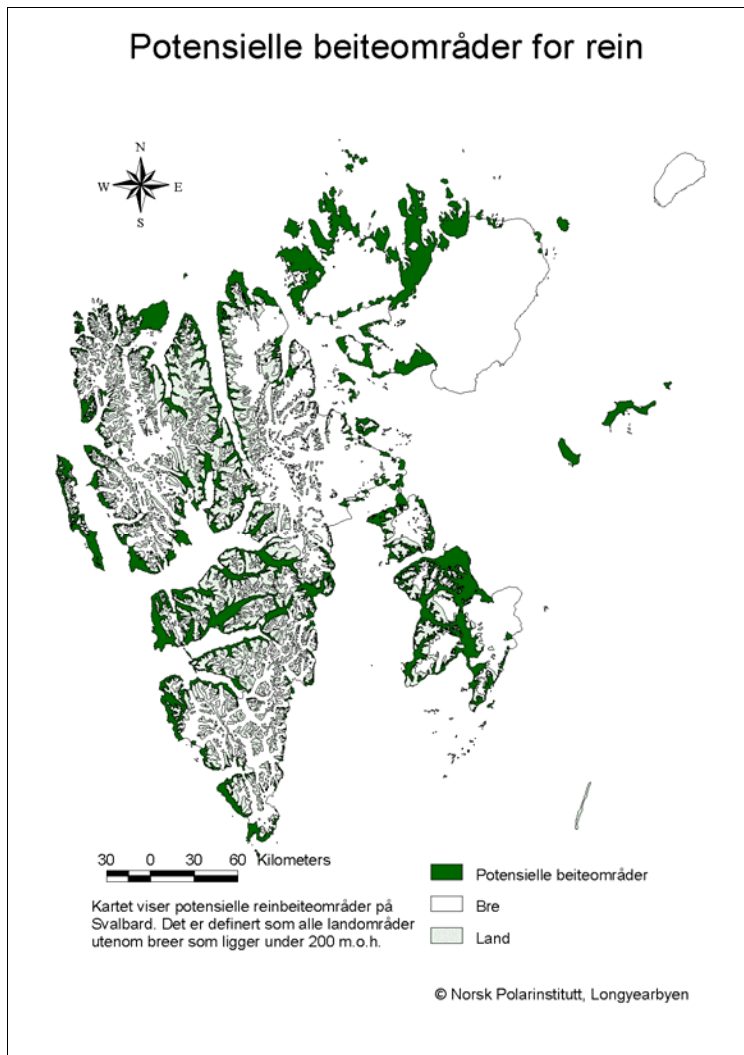 Potensielle beiteområder for rein
N
W E
S
30 0 30 60 Kilometers
Kartet viser potensielle reinbeiteområder på
Svalbard. Det er definert som alle landområder
utenom breer som ligger under 200 m.o.h.
Potensielle beiteområder
Bre
Land
© Norsk Polarinstitutt, Longyearbyen